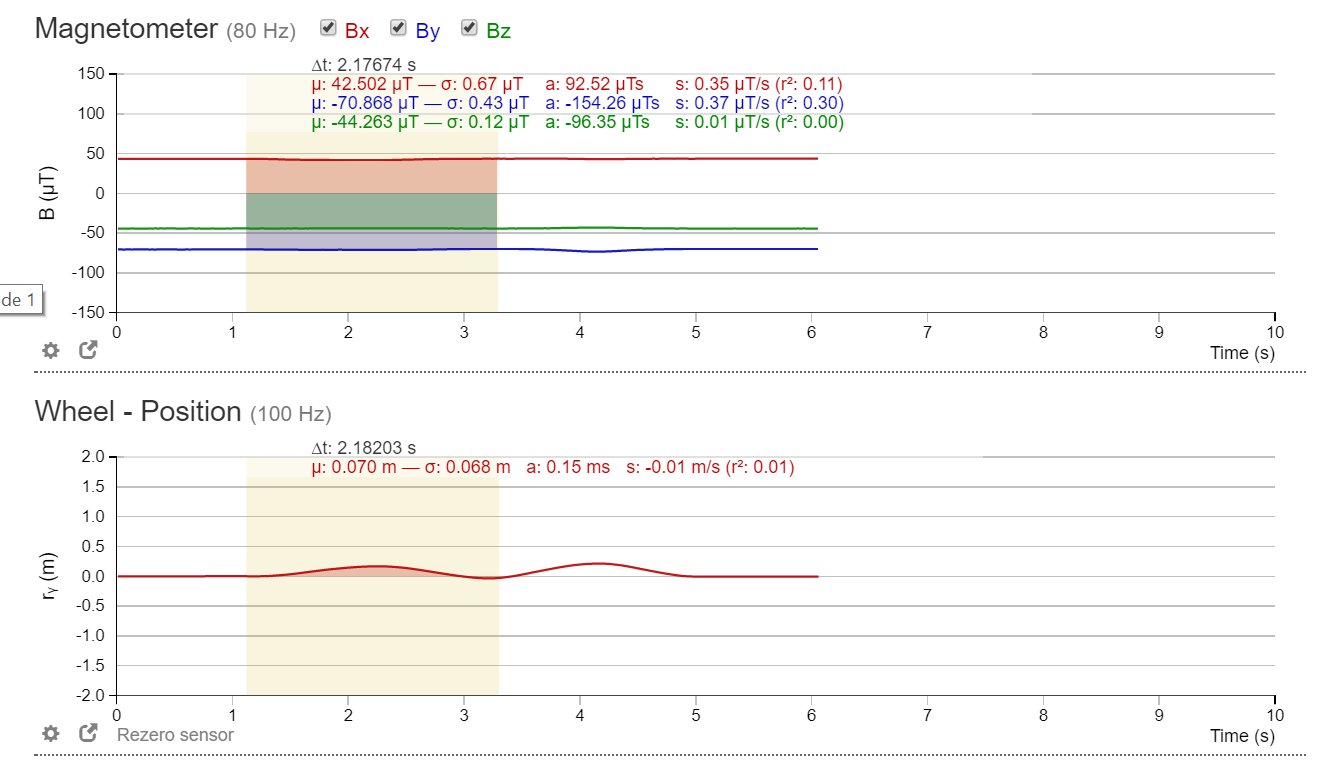 Magnetometer (80 Hz) Bx By Bz
Δt: 2.17674 s
μ: 42.502 μT — σ: 0.67 μT a: 92.52 μTs s: 0.35 μT/s (r²: 0.11)
μ: -70.868 μT — σ: 0.43 μT a: -154.26 μTs s: 0.37 μT/s (r²: 0.30)
μ: -44.263 μT — σ: 0.12 μT a: -96.35 μTs s: 0.01 μT/s (r²: 0.00)
150
100
50
0
-50
-100
-150
B (μT)
de 1
0 1 2 3 4 5 6 7 8 9 10
Time (s)
Wheel - Position (100 Hz)
Δt: 2.18203 s
μ: 0.070 m — σ: 0.068 m a: 0.15 ms s: -0.01 m/s (r²: 0.01)
2.0
1.5
1.0
0.5
0.0
-0.5
-1.0
-1.5
-2.0
rᵧ (m)
0 1 2 3 4 5 6 7 8 9 10
Rezero sensor
Time (s)